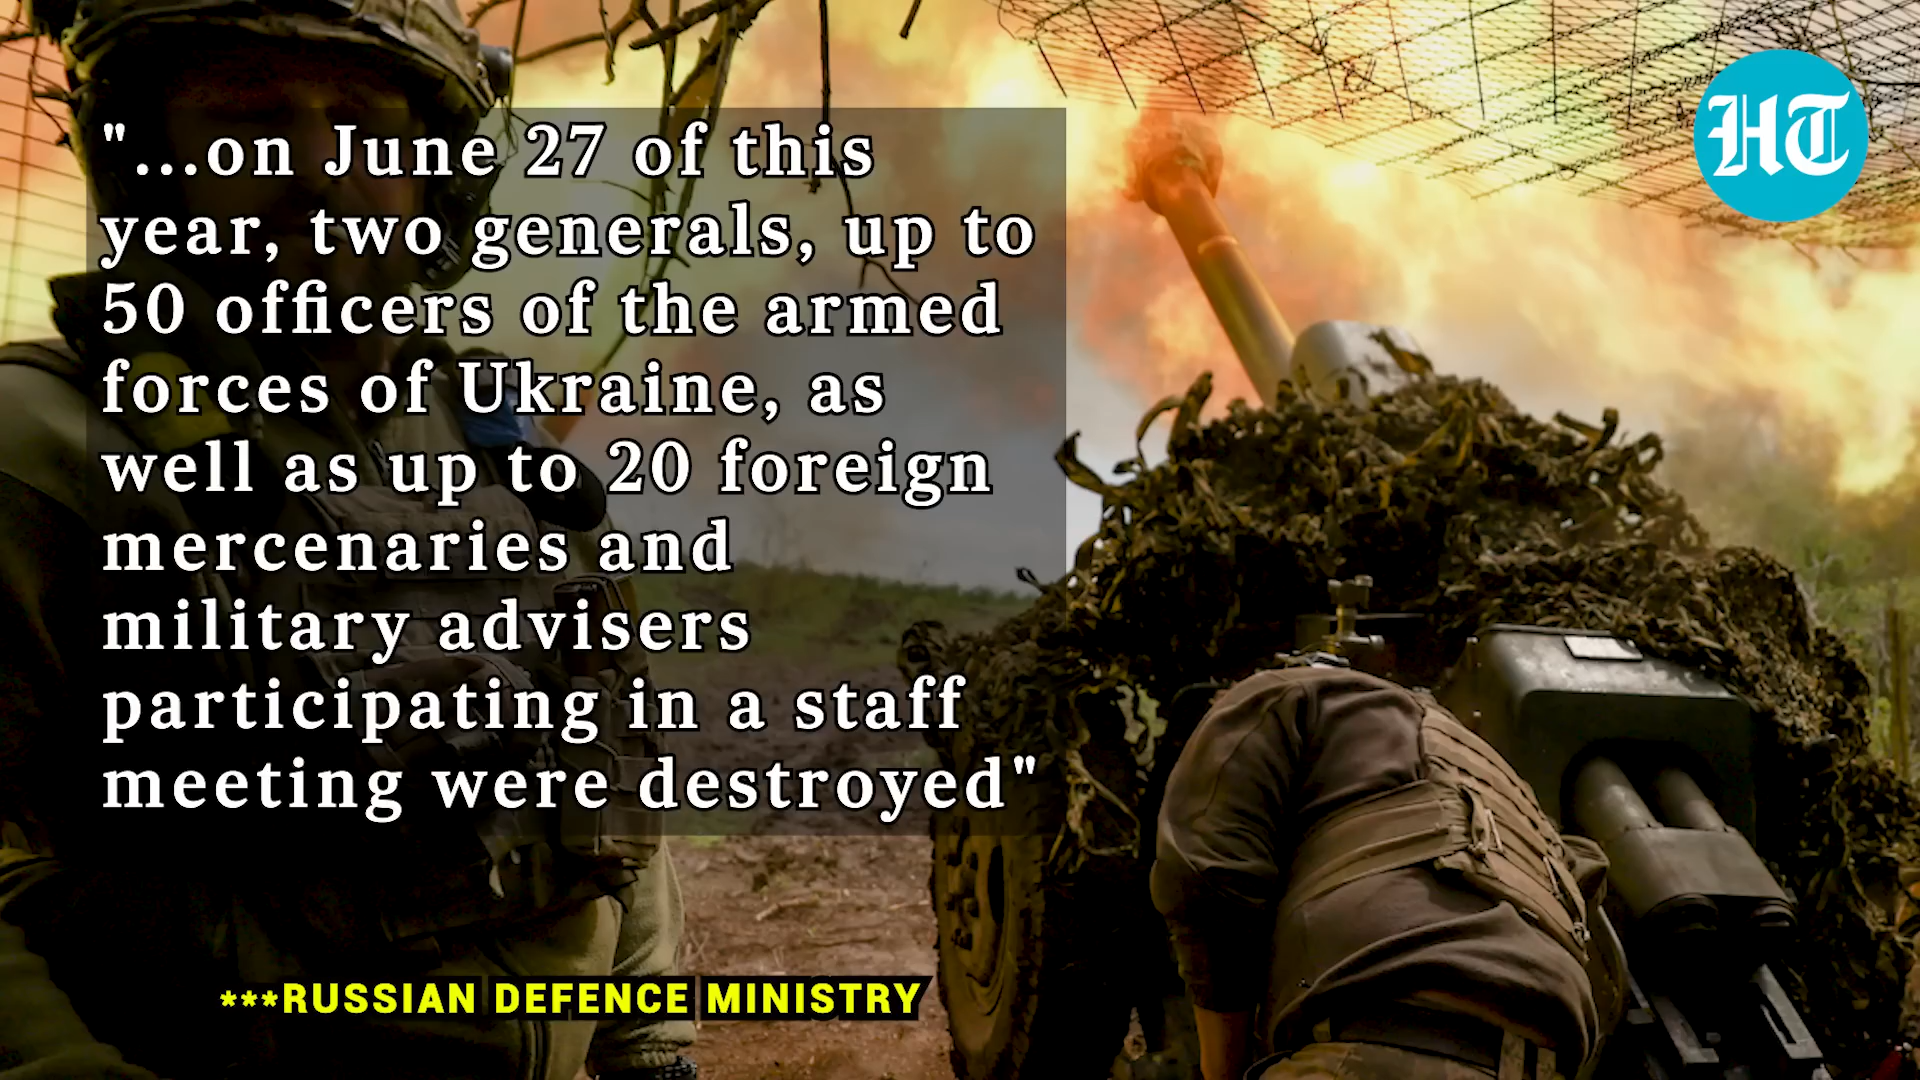 "...on June 27 of this
year, two generals, up to
50 officers of the armed
forces of Ukraine, as
well as up to 20 foreign
mercenaries and
military advisers
participating in a staff
meeting were destroyed"
***RUSSIAN DEFENCE MINISTRY
HT